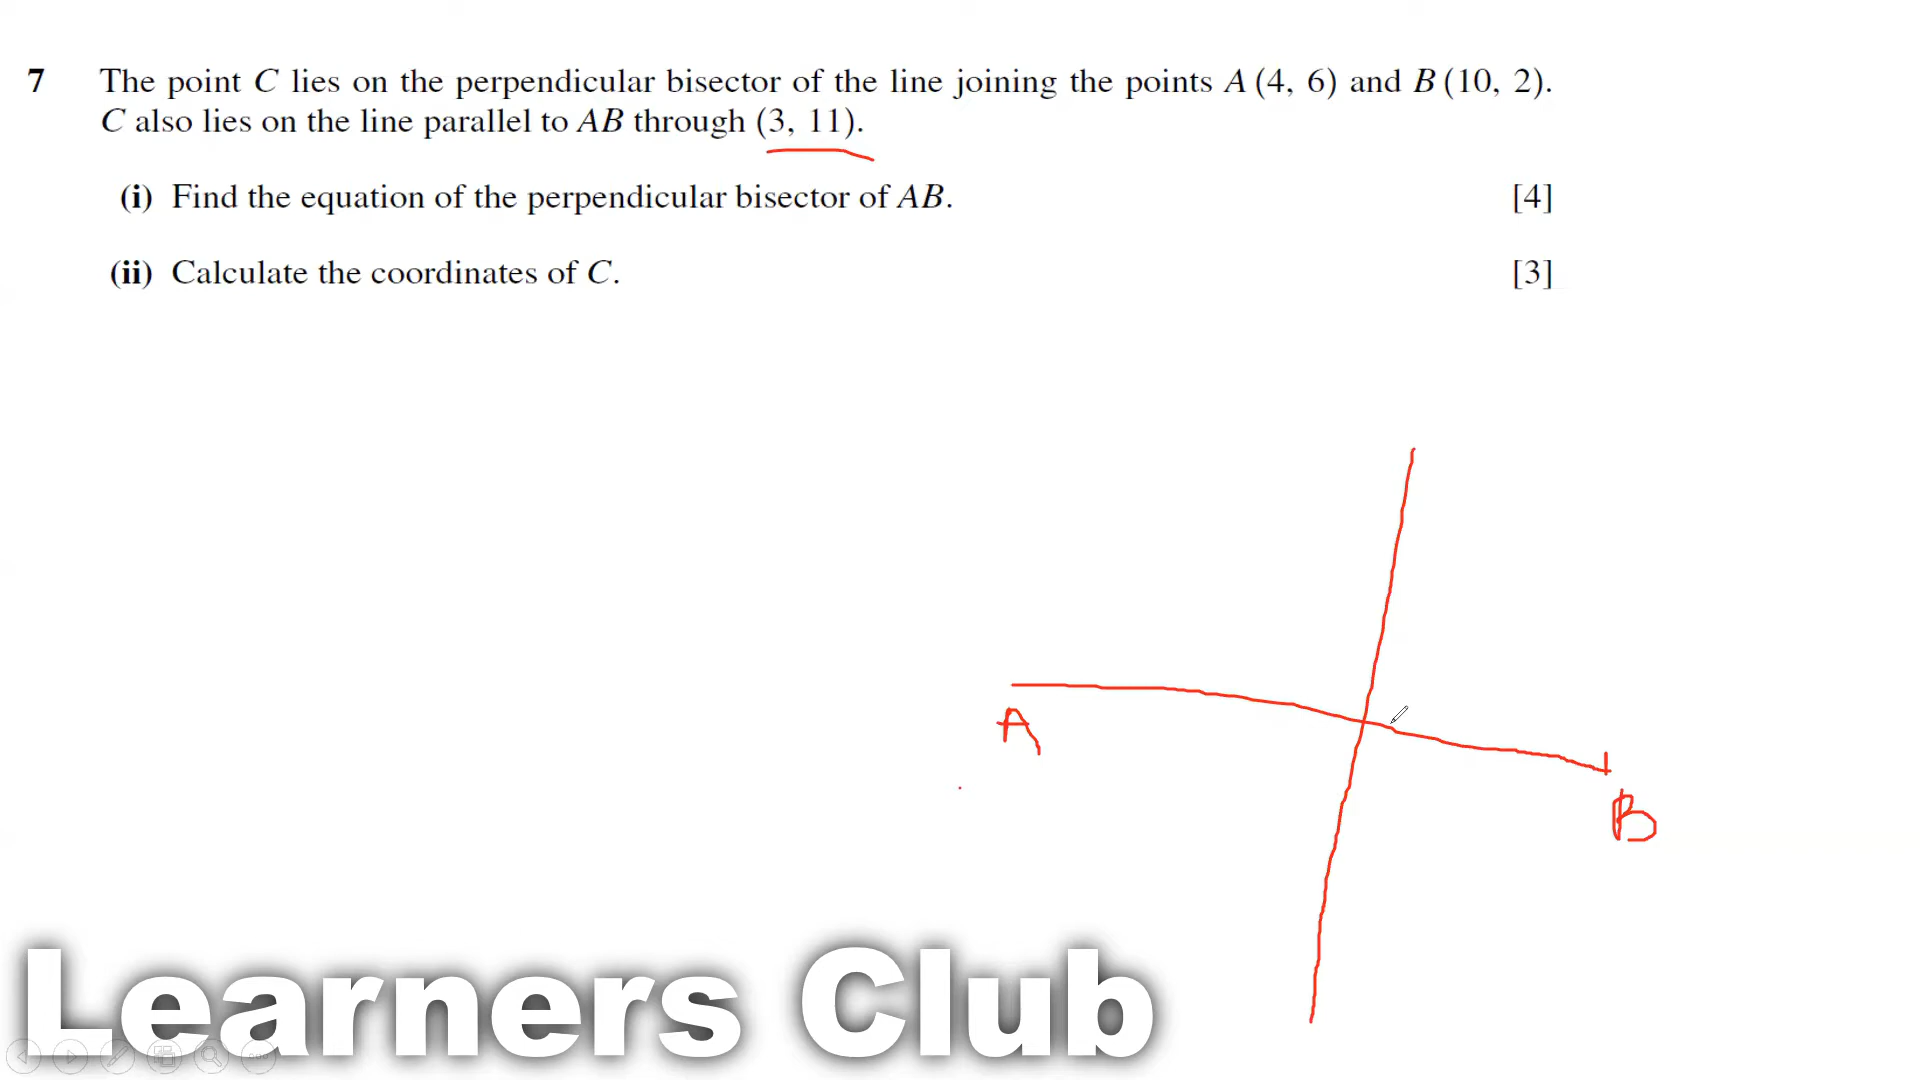 7 The point C lies on the perpendicular bisector of the line joining the points A (4, 6) and B (10, 2).
C also lies on the line parallel to AB through (3, 11).
(i) Find the equation of the perpendicular bisector of AB. [4]
(ii) Calculate the coordinates of C. [3]
A
B
Learners Club